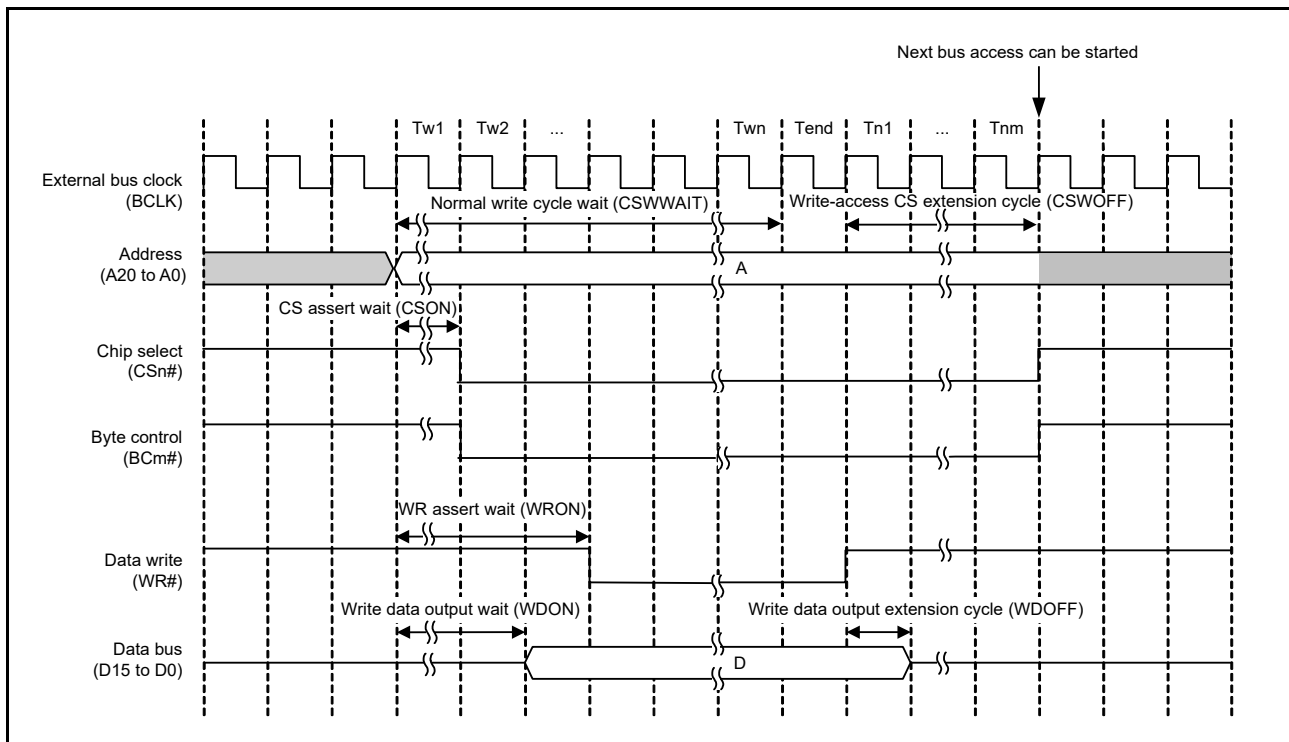 Next bus access can be started
Tw1 Tw2 ... Twn Tend Tn1 ... Tnm
External bus clock
(BCLK)
Normal write cycle wait (CSWWAIT) Write-access CS extension cycle (CSWOFF)
Address
(A20 to A0)
A
CS assert wait (CSON)
Chip select
(CSn#)
Byte control
(BCm#)
WR assert wait (WRON)
Data write
(WR#)
Write data output wait (WDON) Write data output extension cycle (WDOFF)
Data bus
(D15 to D0)
D